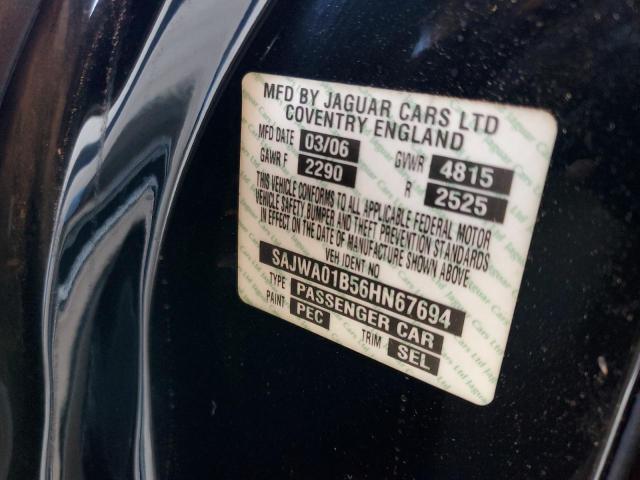 MFD BY JAGUAR CARS LTD
COVENTRY ENGLAND
MFD DATE 03/06 GVWR 4815
GAWR F 2290 R 2525
THIS VEHICLE CONFORMS TO ALL APPLICABLE FEDERAL MOTOR
VEHICLE SAFETY BUMPER AND THEFT PREVENTION STANDARDS
IN EFFECT ON THE DATE OF MANUFACTURE SHOWN ABOVE.
VEH IDENT NO
SAJWA01B56HN67694
TYPE PASSENGER CAR
PAINT PEC TRIM SEL